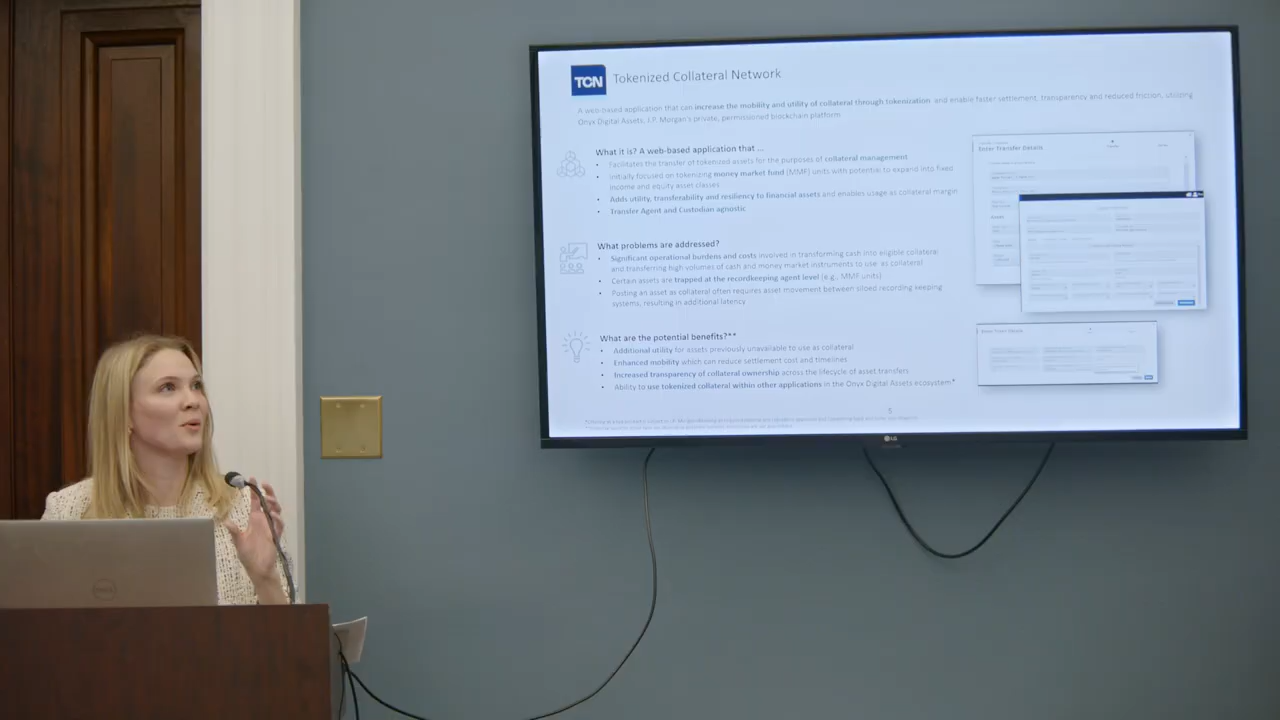 TCN Tokenized Collateral Network
A web-based application that can increase the mobility and utility of collateral through tokenization and enable faster settlement, transparency and reduced friction, utilizing
Onyx Digital Assets, J.P. Morgan's private, permissioned blockchain platform
What it is? A web-based application that ...
• Facilitates the transfer of tokenized assets for the purposes of collateral management
• Initially focused on tokenizing money market fund (MMF) units with potential to expand into fixed
income and equity asset classes
• Adds utility, transferability and resiliency to financial assets and enables usage as collateral margin
• Transfer Agent and Custodian agnostic
What problems are addressed?
• Significant operational burdens and costs involved in transforming cash into eligible collateral
and transferring high volumes of cash and money market instruments to use as collateral
• Certain assets are trapped at the recordkeeping agent level (e.g., MMF units)
• Posting an asset as collateral often requires asset movement between siloed recording keeping
systems, resulting in additional latency
What are the potential benefits?**
• Additional utility for assets previously unavailable to use as collateral
• Enhanced mobility which can reduce settlement cost and timelines
• Increased transparency of collateral ownership across the lifecycle of asset transfers
• Ability to use tokenized collateral within other applications in the Onyx Digital Assets ecosystem*
Enter Transfer Details
5
LG
DELL